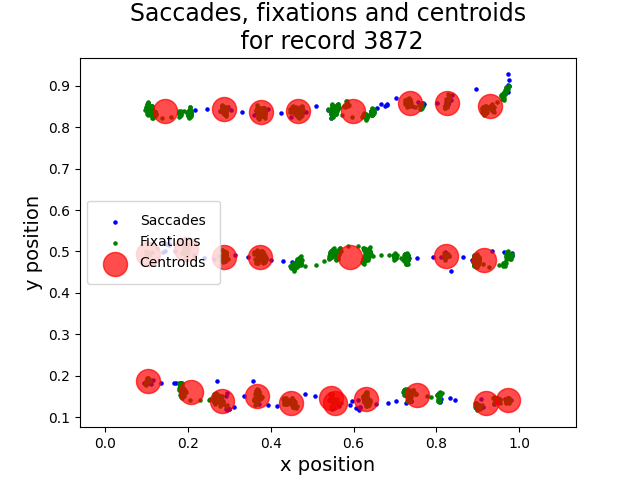 Saccades, fixations and centroids
for record 3872
y position
0.9
0.8
0.7
0.6
0.5
0.4
0.3
0.2
0.1
Saccades
Fixations
Centroids
0.0 0.2 0.4 0.6 0.8 1.0
x position